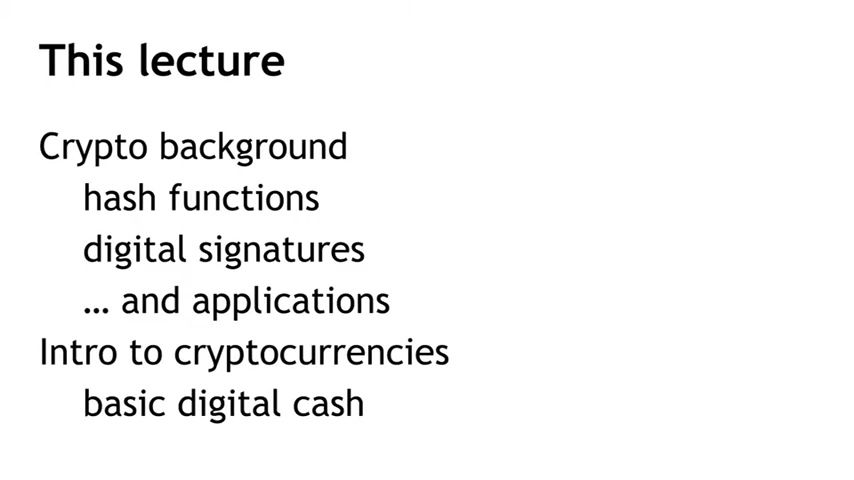 This lecture
Crypto background
hash functions
digital signatures
… and applications
Intro to cryptocurrencies
basic digital cash